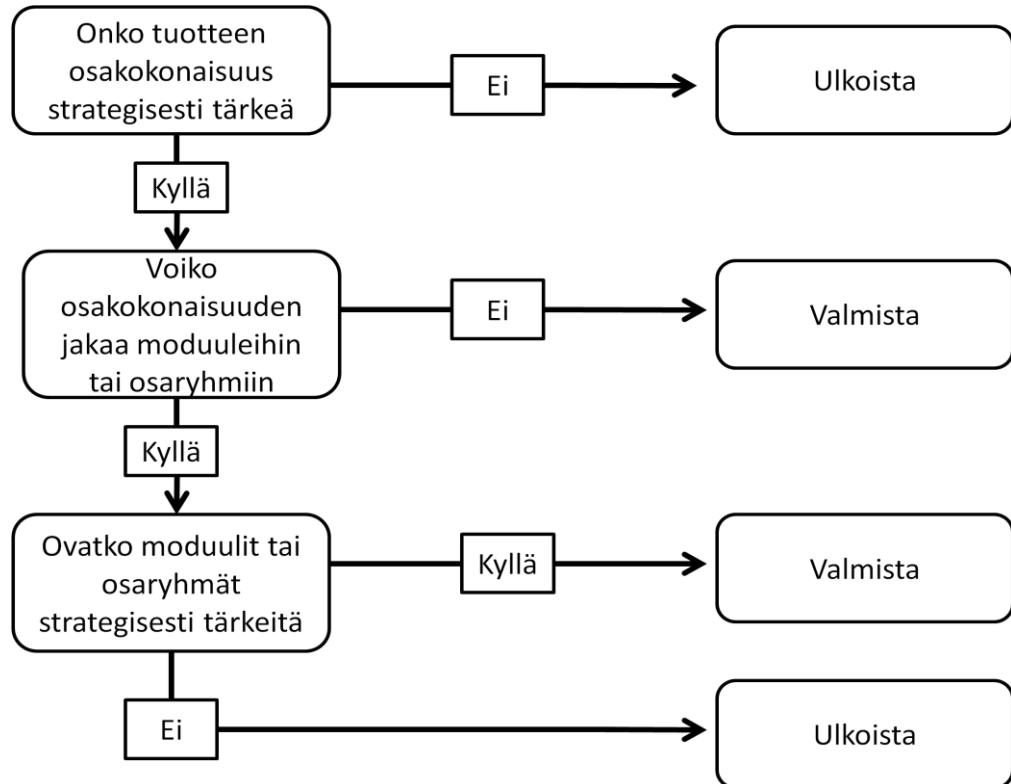 Onko tuotteen
osakokonaisuus
strategisesti tärkeä
Ei
Ulkoista
Kyllä
Voiko
osakokonaisuuden
jakaa moduuleihin
tai osaryhmiin
Ei
Valmista
Kyllä
Ovatko moduulit tai
osaryhmät
strategisesti tärkeitä
Kyllä
Valmista
Ei
Ulkoista